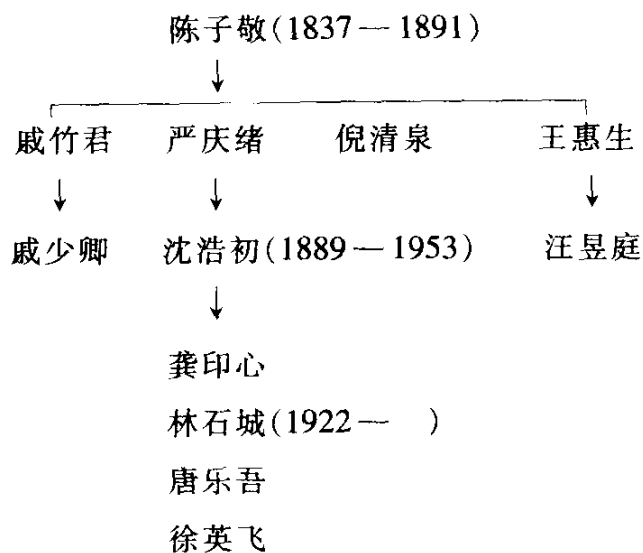 陈子敬(1837—1891)
戚竹君 严庆绪 倪清泉 王惠生
戚少卿 沈浩初(1889—1953) 汪昱庭
龚印心
林石城(1922— )
唐乐吾
徐英飞